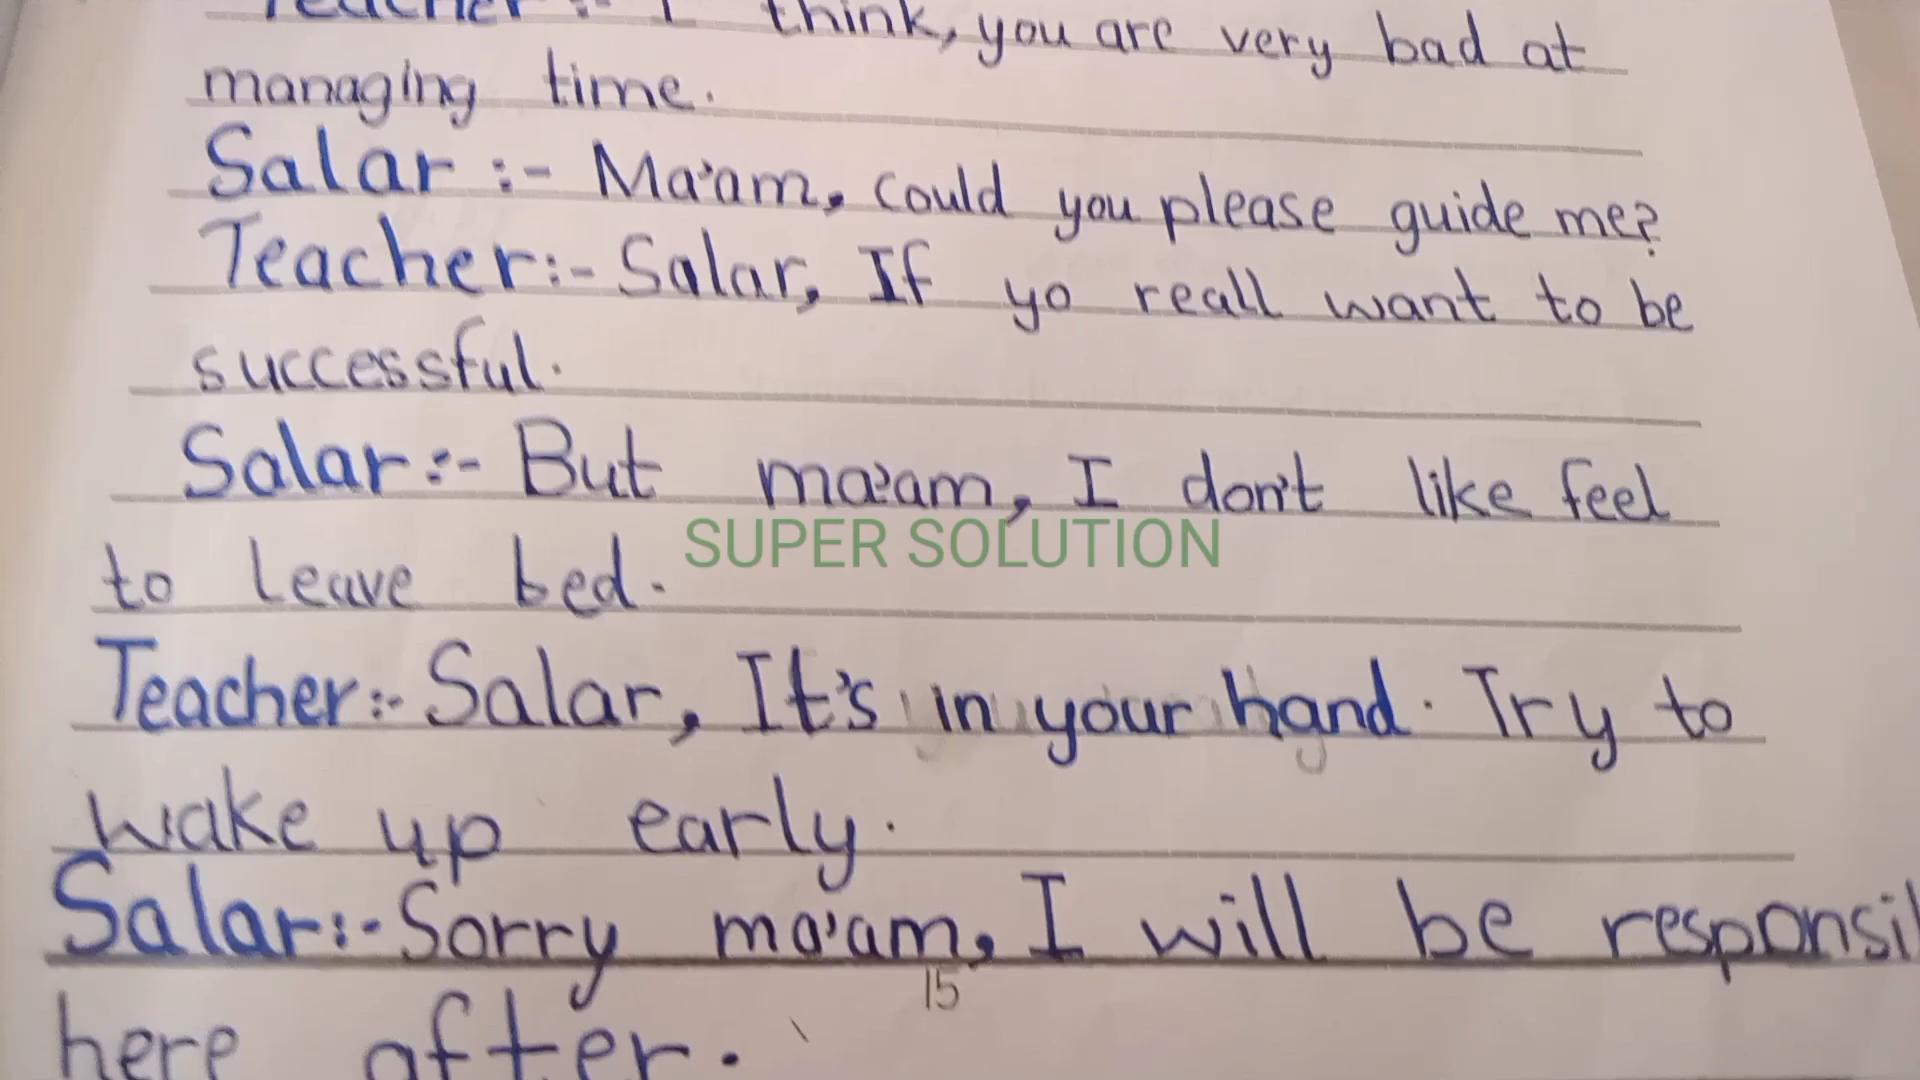 Teacher :- I think, you are very bad at
managing time.
Salar :- Ma'am, could you please guide me?
Teacher:- Salar, If yo reall want to be
successful.
Salar :- But ma'am, I don't like feel
SUPER SOLUTION
to leave bed.
Teacher:- Salar, It's in your hand. Try to
wake up early.
Salar:- Sorry ma'am, I will be responsi
15
here after.